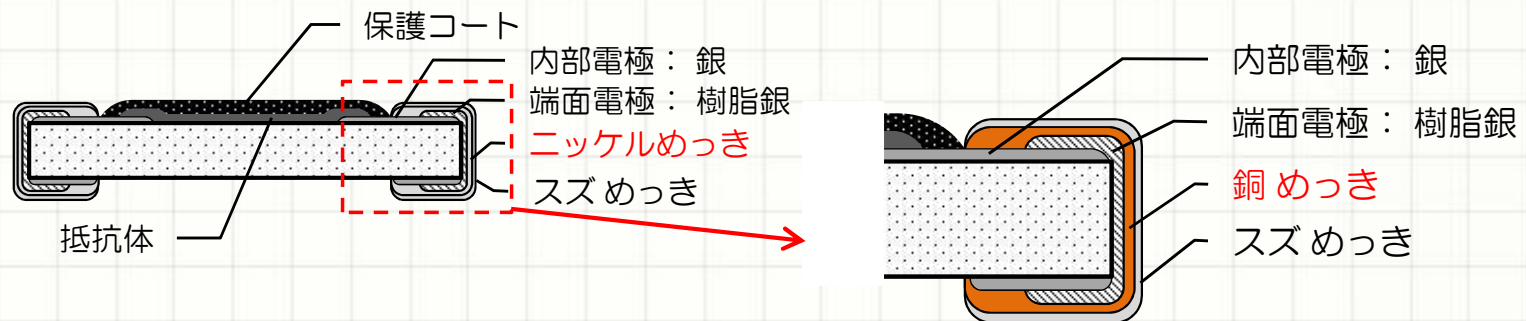 保護コート
内部電極： 銀
端面電極： 樹脂銀
ニッケルめっき
スズ めっき
抵抗体
内部電極： 銀
端面電極： 樹脂銀
銅 めっき
スズ めっき